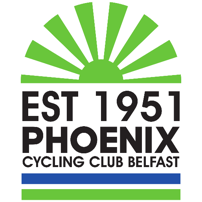 EST 1951
PHOENIX
CYCLING CLUB BELFAST